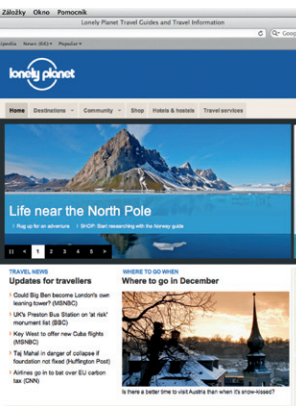 Záložky Okno Pomocník
Lonely Planet Travel Guides and Travel Information
News (66) Popular
lonely planet
Home Destinations Community Shop Hotels & hostels Travel services
Life near the North Pole
Rug up for an adventure SHOP: Start researching with the Norway guide
II < 1 2 3 4 5 >
TRAVEL NEWS
Updates for travellers
Could Big Ben become London's own
leaning tower? (MSNBC)
UK's Preston Bus Station on 'at risk'
monument list (BBC)
Key West to offer new Cuba flights
(MSNBC)
Taj Mahal in danger of collapse if
foundation not fixed (Huffington Post)
Airlines go in to bat over EU carbon
tax (CNN)
WHERE TO GO WHEN
Where to go in December
Is there a better time to visit Austria than when it's snow-kissed?